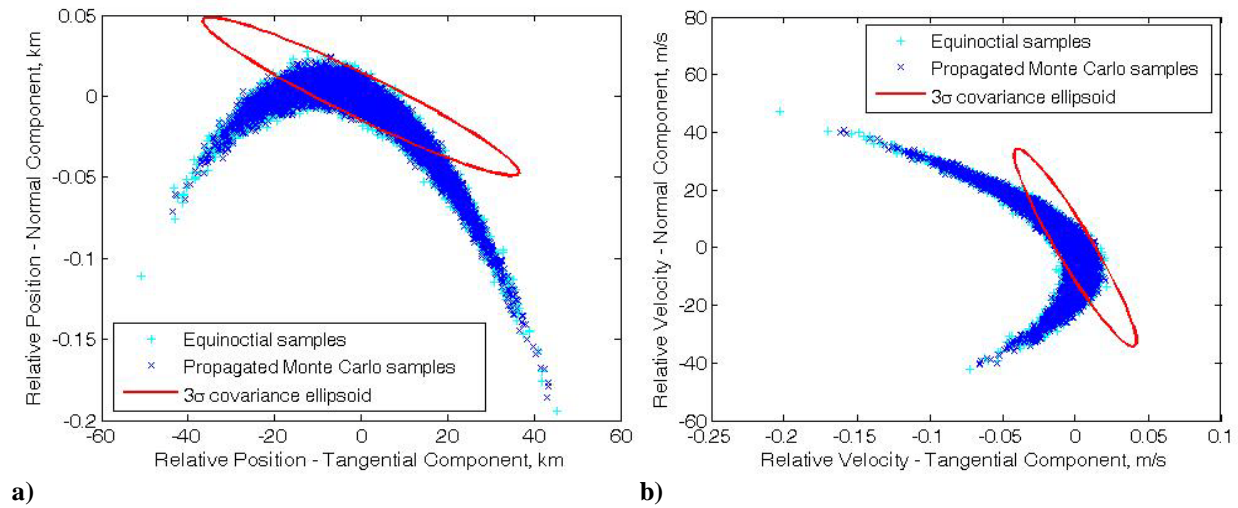 0.05
0
-0.05
-0.1
-0.15
-0.2
-60
-40
-20
0
20
40
60
Relative Position - Normal Component, km
Relative Position - Tangential Component, km
Equinoctial samples
Propagated Monte Carlo samples
3σ covariance ellipsoid
a)
80
60
40
20
0
-20
-40
-60
-0.25
-0.2
-0.15
-0.1
-0.05
0
0.05
0.1
Relative Velocity - Normal Component, m/s
Relative Velocity - Tangential Component, m/s
Equinoctial samples
Propagated Monte Carlo samples
3σ covariance ellipsoid
b)